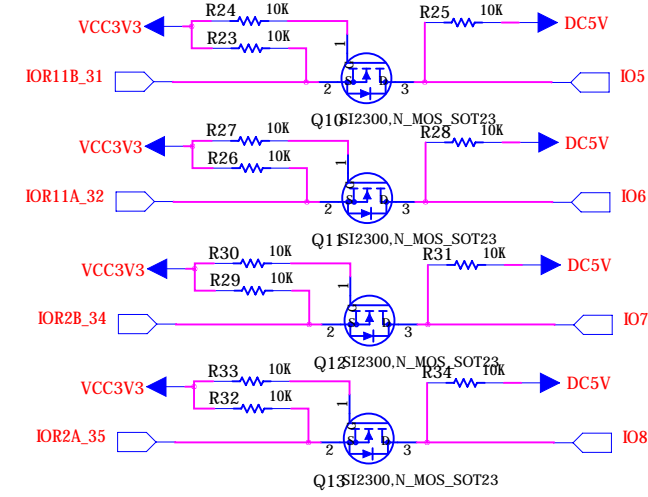 R24 10K R25 10K
VCC3V3 DC5V
R23 10K
1
IOR11B_31 IO5
2 G S D 3
Q10 SI2300,N_MOS_SOT23
R27 10K R28 10K
VCC3V3 DC5V
R26 10K
1
IOR11A_32 IO6
2 G S D 3
Q11 SI2300,N_MOS_SOT23
R30 10K R31 10K
VCC3V3 DC5V
R29 10K
1
IOR2B_34 IO7
2 G S D 3
Q12 SI2300,N_MOS_SOT23
R33 10K R34 10K
VCC3V3 DC5V
R32 10K
1
IOR2A_35 IO8
2 G S D 3
Q13 SI2300,N_MOS_SOT23